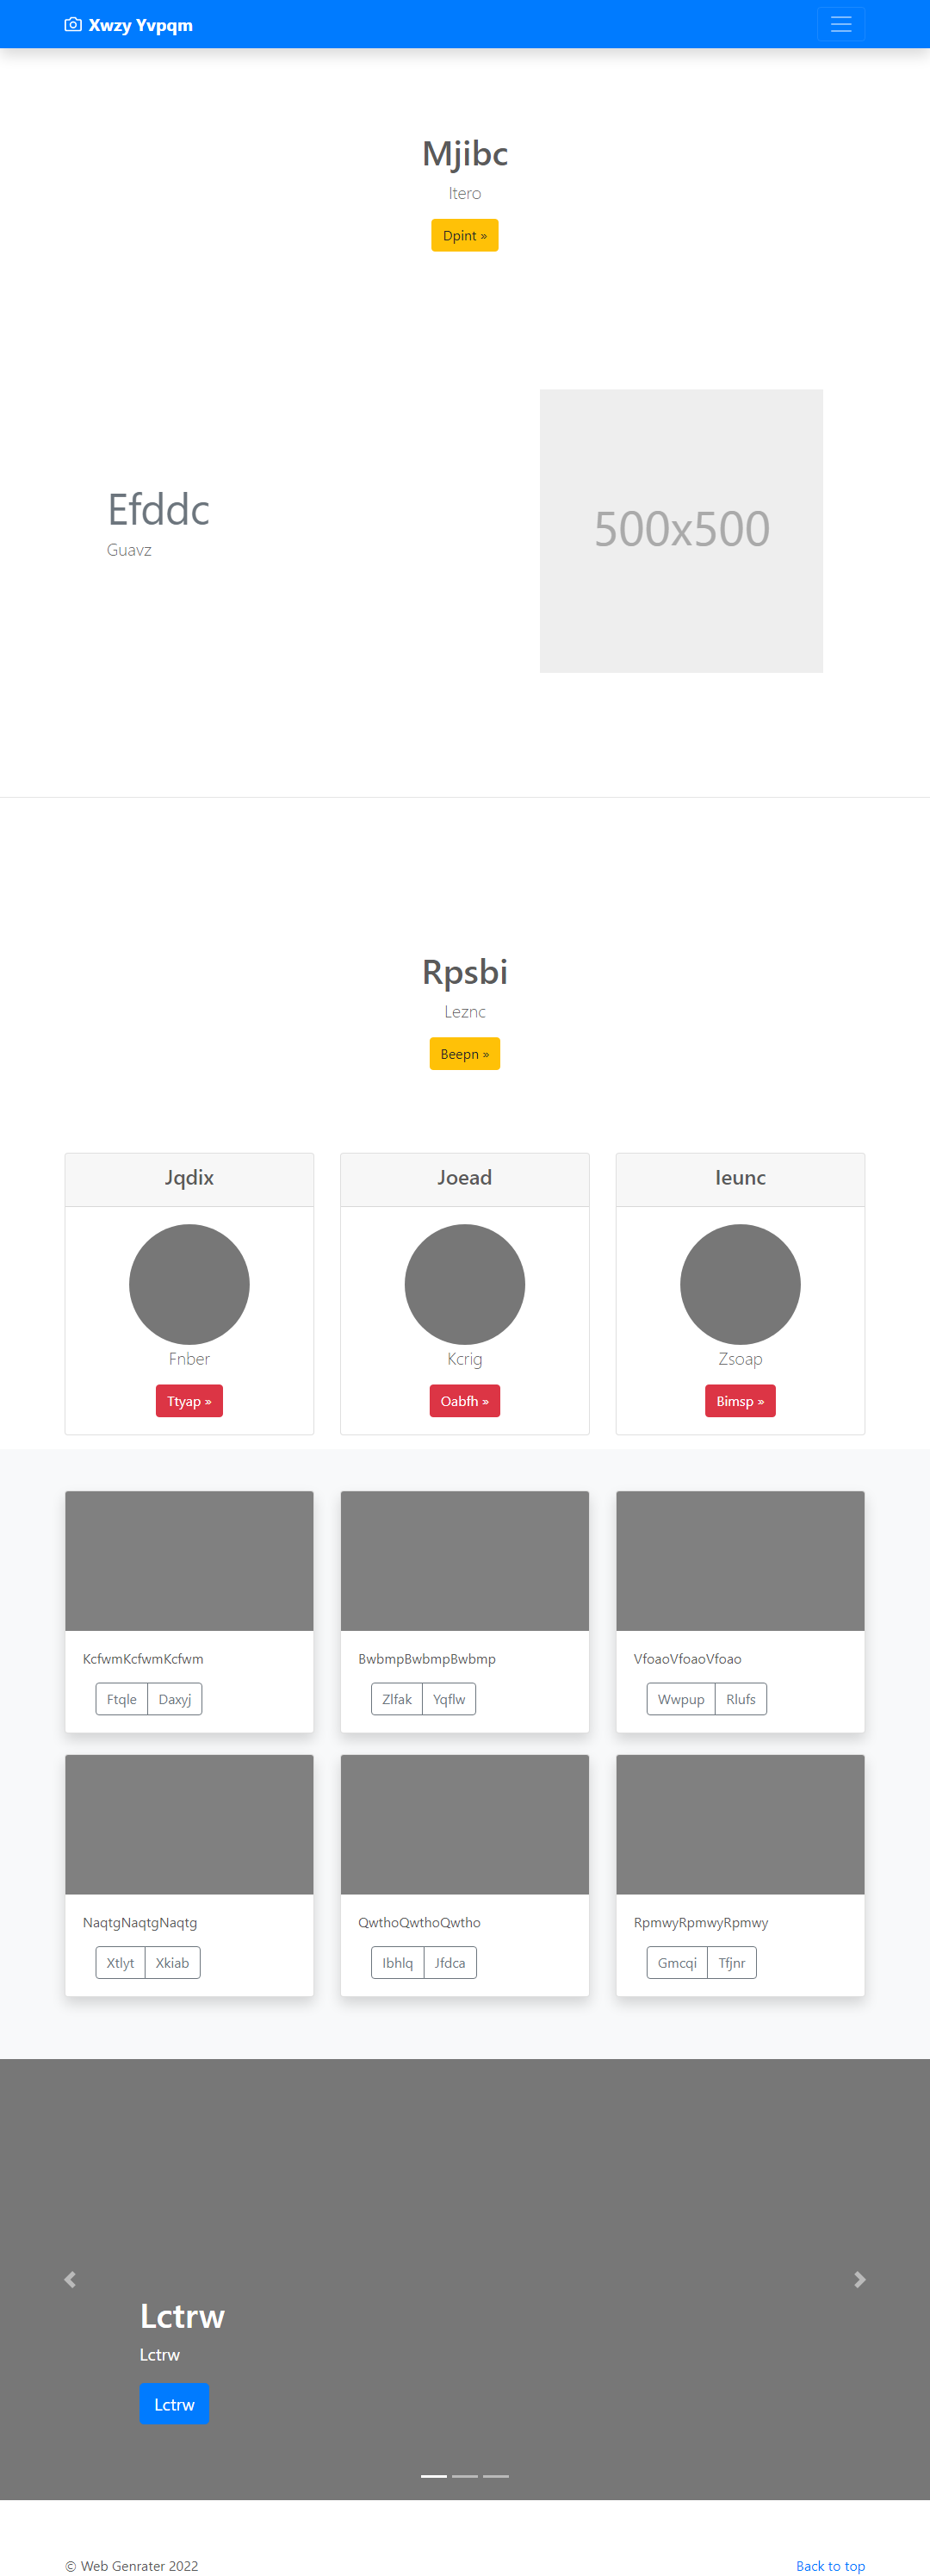 Xwzy Yvpqm
Mjibc
Itero
Dpint »
Efddc
Guavz
500x500
Rpsbi
Leznc
Beepn »
Jqdix
Fnber
Ttyap »
Joead
Kcrig
Oabfh »
Ieunc
Zsoap
Bimsp »
KcfwmKcfwmKcfwm
Ftqle Daxyj
BwbmpBwbmpBwbmp
Zlfak Yqflw
VfoaoVfoaoVfoao
Wwpup Rlufs
NaqtgNaqtgNaqtg
Xtlyt Xkiab
QwthoQwthoQwtho
Ibhlq Jfdca
RpmwyRpmwyRpmwy
Gmcqi Tfjnr
Lctrw
Lctrw
Lctrw
© Web Genrater 2022
Back to top